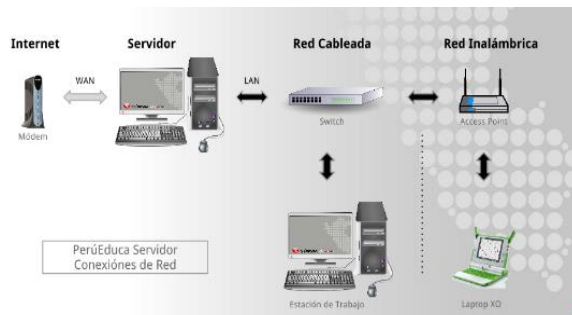 Internet
Servidor
Red Cableada
Red Inalámbrica
WAN
LAN
Módem
Switch
Access Point
PerúEduca Servidor
Conexiónes de Red
Estación de Trabajo
Laptop XO